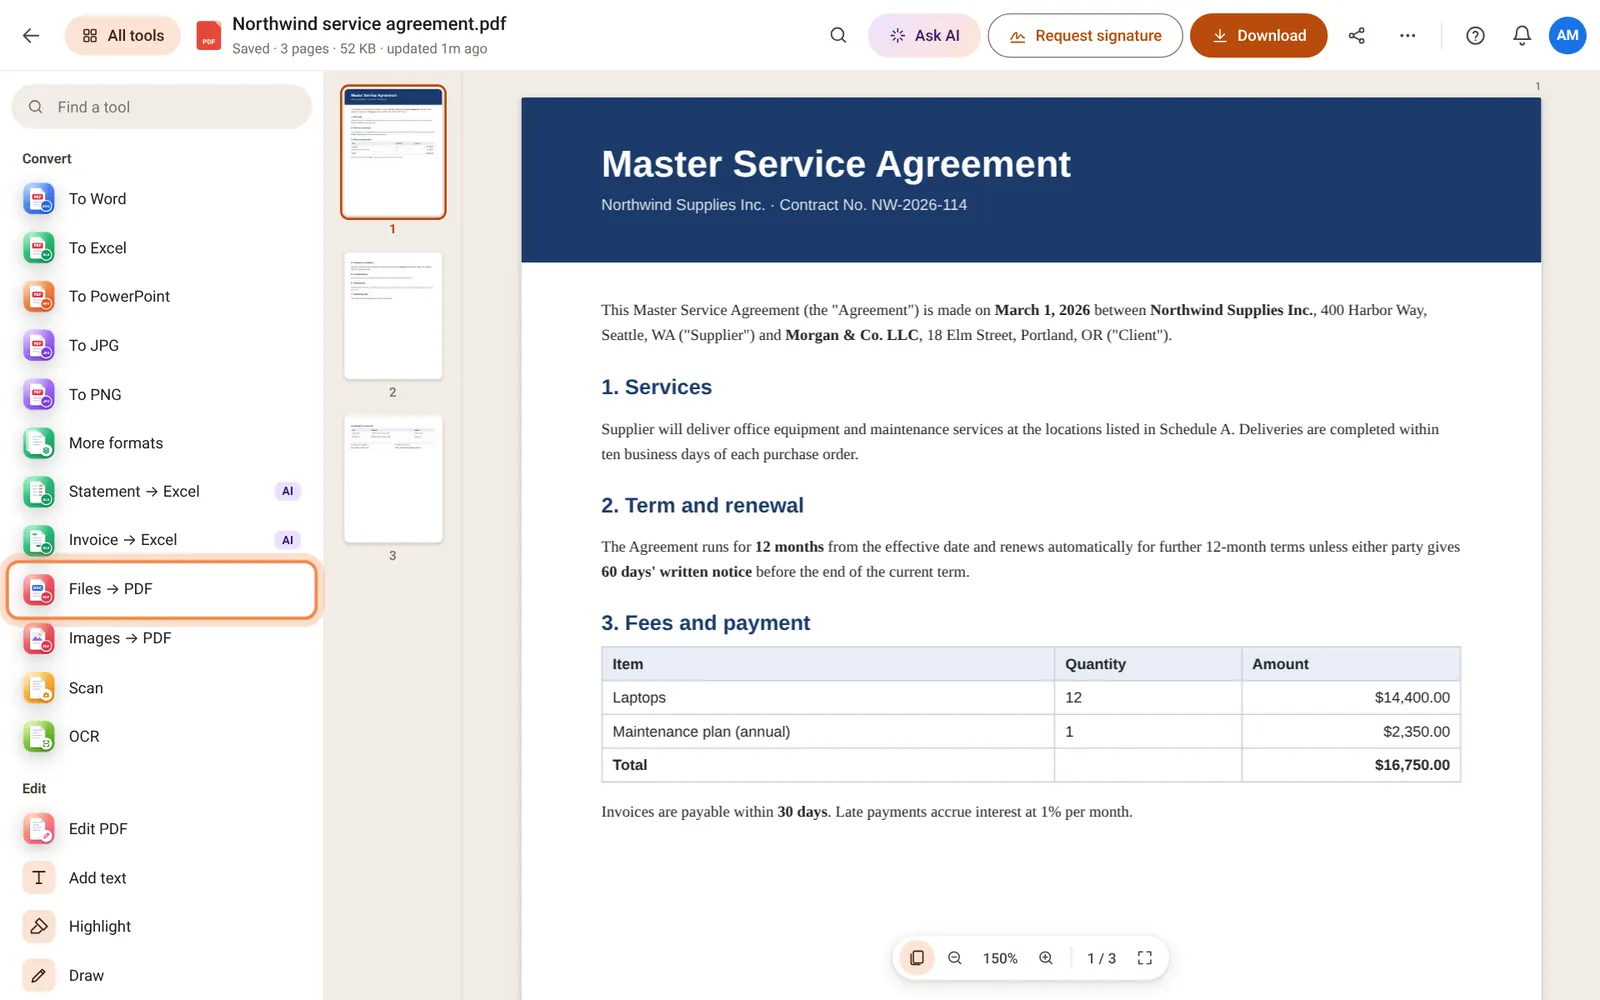 All tools
PDF
Northwind service agreement.pdf
Saved · 3 pages · 52 KB · updated 1m ago
Ask AI
Request signature
Download
AM
Find a tool
Convert
To Word
To Excel
To PowerPoint
To JPG
To PNG
More formats
Statement → Excel AI
Invoice → Excel AI
Files → PDF
Images → PDF
Scan
OCR
Edit
Edit PDF
Add text
Highlight
Draw
Master Service Agreement
1
2
3
1
Master Service Agreement
Northwind Supplies Inc. · Contract No. NW-2026-114
This Master Service Agreement (the "Agreement") is made on March 1, 2026 between Northwind Supplies Inc., 400 Harbor Way,
Seattle, WA ("Supplier") and Morgan & Co. LLC, 18 Elm Street, Portland, OR ("Client").
1. Services
Supplier will deliver office equipment and maintenance services at the locations listed in Schedule A. Deliveries are completed within
ten business days of each purchase order.
2. Term and renewal
The Agreement runs for 12 months from the effective date and renews automatically for further 12-month terms unless either party gives
60 days' written notice before the end of the current term.
3. Fees and payment
Item Quantity Amount
Laptops 12 $14,400.00
Maintenance plan (annual) 1 $2,350.00
Total $16,750.00
Invoices are payable within 30 days. Late payments accrue interest at 1% per month.
150% 1 / 3